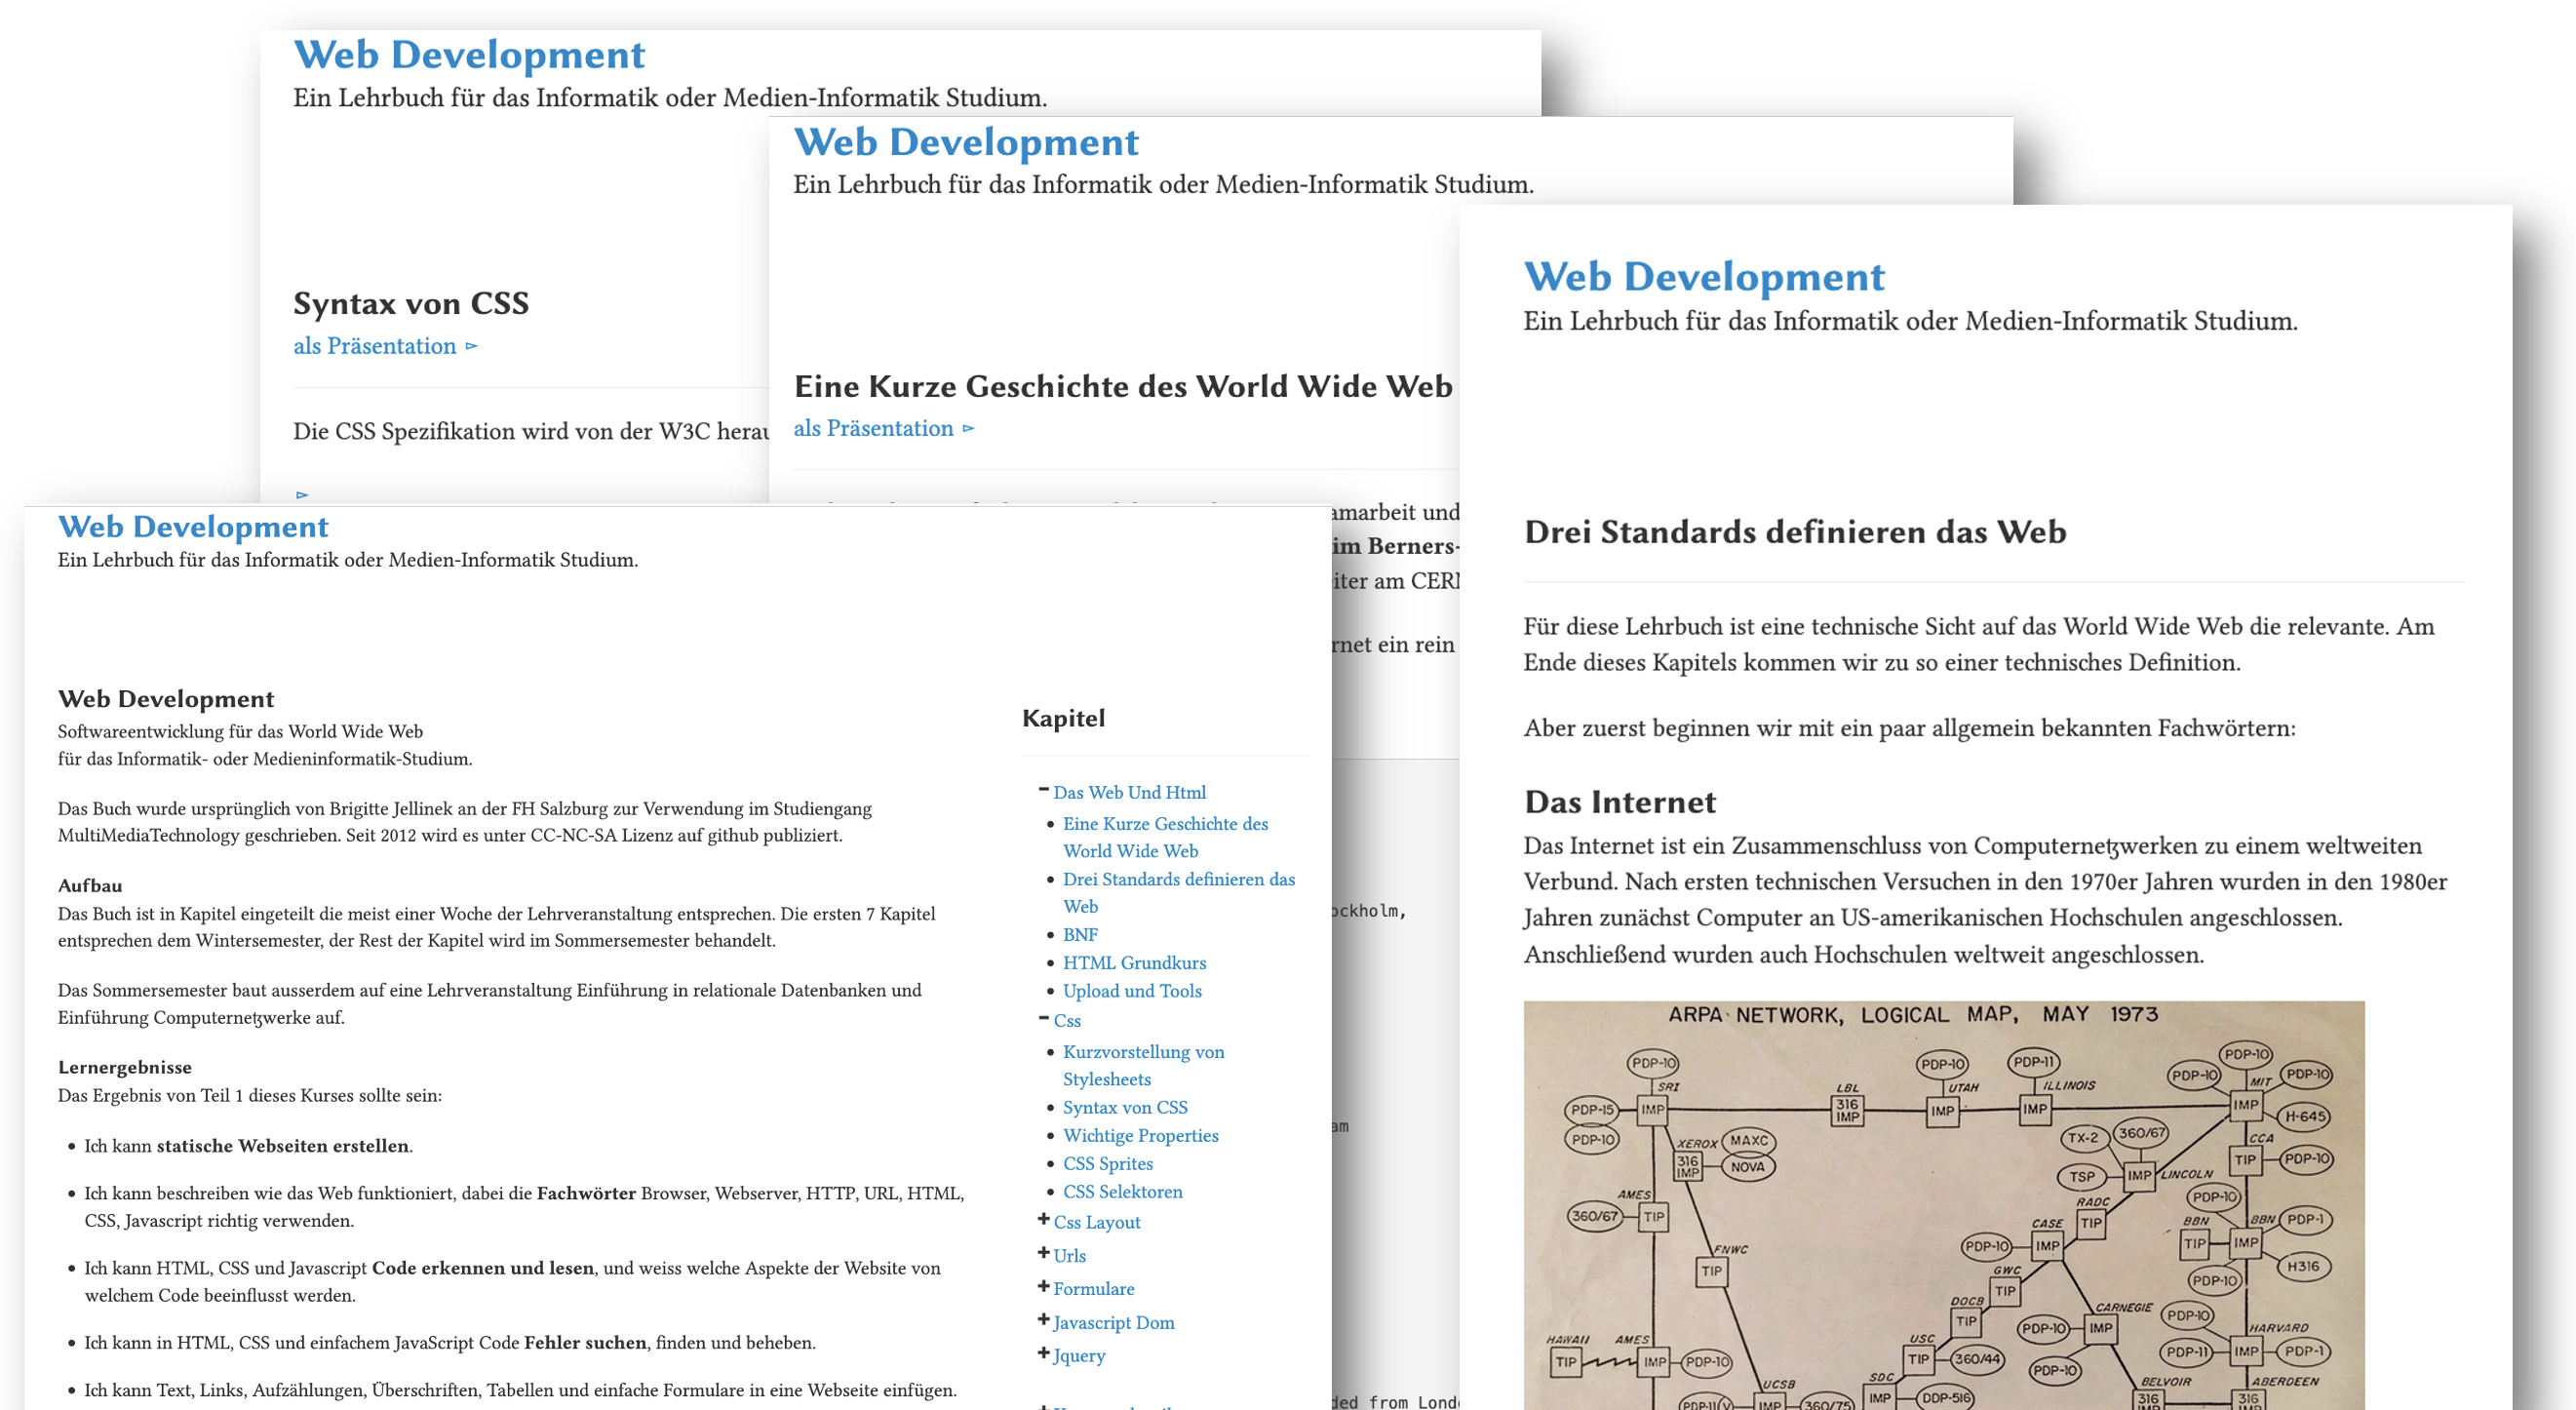 Web Development
Ein Lehrbuch für das Informatik oder Medien-Informatik Studium.
Syntax von CSS
als Präsentation ▻
Die CSS Spezifikation wird von der W3C
▻
Web Development
Ein Lehrbuch für das Informatik oder Medien-Informatik Studium.
Eine Kurze Geschichte des World Wide Web
als Präsentation ▻
und
Berners-
am
ein rein
ded from
Web Development
Ein Lehrbuch für das Informatik oder Medien-Informatik Studium.
Web Development
Softwareentwicklung für das World Wide Web
für das Informatik- oder Medieninformatik-Studium.
Das Buch wurde ursprünglich von Brigitte Jellinek an der FH Salzburg zur Verwendung im Studiengang
MultiMediaTechnology geschrieben. Seit 2012 wird es unter CC-NC-SA Lizenz auf github publiziert.
Aufbau
Das Buch ist in Kapitel eingeteilt die meist einer Woche der Lehrveranstaltung entsprechen. Die ersten 7 Kapitel
entsprechen dem Wintersemester, der Rest der Kapitel wird im Sommersemester behandelt.
Das Sommersemester baut ausserdem auf eine Lehrveranstaltung Einführung in relationale Datenbanken und
Einführung Computernetzwerke auf.
Lernergebnisse
Das Ergebnis von Teil 1 dieses Kurses sollte sein:
• Ich kann statische Webseiten erstellen.
• Ich kann beschreiben wie das Web funktioniert, dabei die Fachwörter Browser, Webserver, HTTP, URL, HTML,
CSS, Javascript richtig verwenden.
• Ich kann HTML, CSS und Javascript Code erkennen und lesen, und weiss welche Aspekte der Website von
welchem Code beeinflusst werden.
• Ich kann in HTML, CSS und einfachem JavaScript Code Fehler suchen, finden und beheben.
• Ich kann Text, Links, Aufzählungen, Überschriften, Tabellen und einfache Formulare in eine Webseite einfügen.
Kapitel
− Das Web Und Html
• Eine Kurze Geschichte des
World Wide Web
• Drei Standards definieren das
Web
• BNF
• HTML Grundkurs
• Upload und Tools
− Css
• Kurzvorstellung von
Stylesheets
• Syntax von CSS
• Wichtige Properties
• CSS Sprites
• CSS Selektoren
+ Css Layout
+ Urls
+ Formulare
+ Javascript Dom
+ Jquery
Web Development
Ein Lehrbuch für das Informatik oder Medien-Informatik Studium.
Drei Standards definieren das Web
Für diese Lehrbuch ist eine technische Sicht auf das World Wide Web die relevante. Am
Ende dieses Kapitels kommen wir zu so einer technisches Definition.
Aber zuerst beginnen wir mit ein paar allgemein bekannten Fachwörtern:
Das Internet
Das Internet ist ein Zusammenschluss von Computernetzwerken zu einem weltweiten
Verbund. Nach ersten technischen Versuchen in den 1970er Jahren wurden in den 1980er
Jahren zunächst Computer an US-amerikanischen Hochschulen angeschlossen.
Anschließend wurden auch Hochschulen weltweit angeschlossen.
ARPA NETWORK, LOGICAL MAP, MAY 1973
PDP-10 PDP-10 PDP-11 PDP-10
SRI LBL UTAH ILLINOIS PDP-10 MIT PDP-10
PDP-15 IMP 316 IMP IMP IMP IMP H-645
PDP-10 XEROX MAXC TX-2 360/67 CCA
316 IMP NOVA TSP IMP LINCOLN TIP PDP-10
AMES RADC PDP-10
360/67 TIP CASE TIP BBN BBN PDP-1
FNWC PDP-10 IMP TIP IMP
TIP GWC TIP PDP-10 H316
DOCB TIP CARNEGIE PDP-10
HAWAII AMES USC PDP-10 IMP HARVARD
TIP IMP PDP-10 TIP 360/44 PDP-10 PDP-11 IMP PDP-1
UCSB SDC BELVOIR ABERDEEN
IMP 360/75 IMP DDP-516 316 316